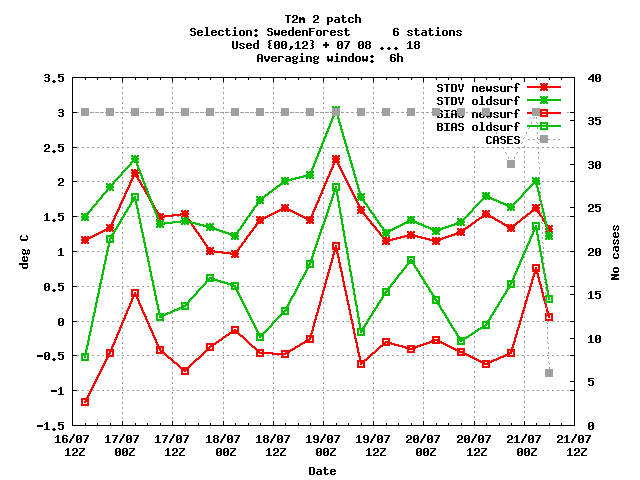 T2m 2 patch
Selection: SwedenForest      6 stations
Used {00,12} + 07 08 ... 18
Averaging window:  6h
3.5 40
STDV newsurf
STDV oldsurf
3 35
BIAS newsurf
BIAS oldsurf
CASES
2.5 30
2
25
1.5
deg C No cases
1 20
0.5 15
0 10
-0.5
5
-1
-1.5 0
16/07 17/07 17/07 18/07 18/07 19/07 19/07 20/07 20/07 21/07 21/07
12Z 00Z 12Z 00Z 12Z 00Z 12Z 00Z 12Z 00Z 12Z
Date